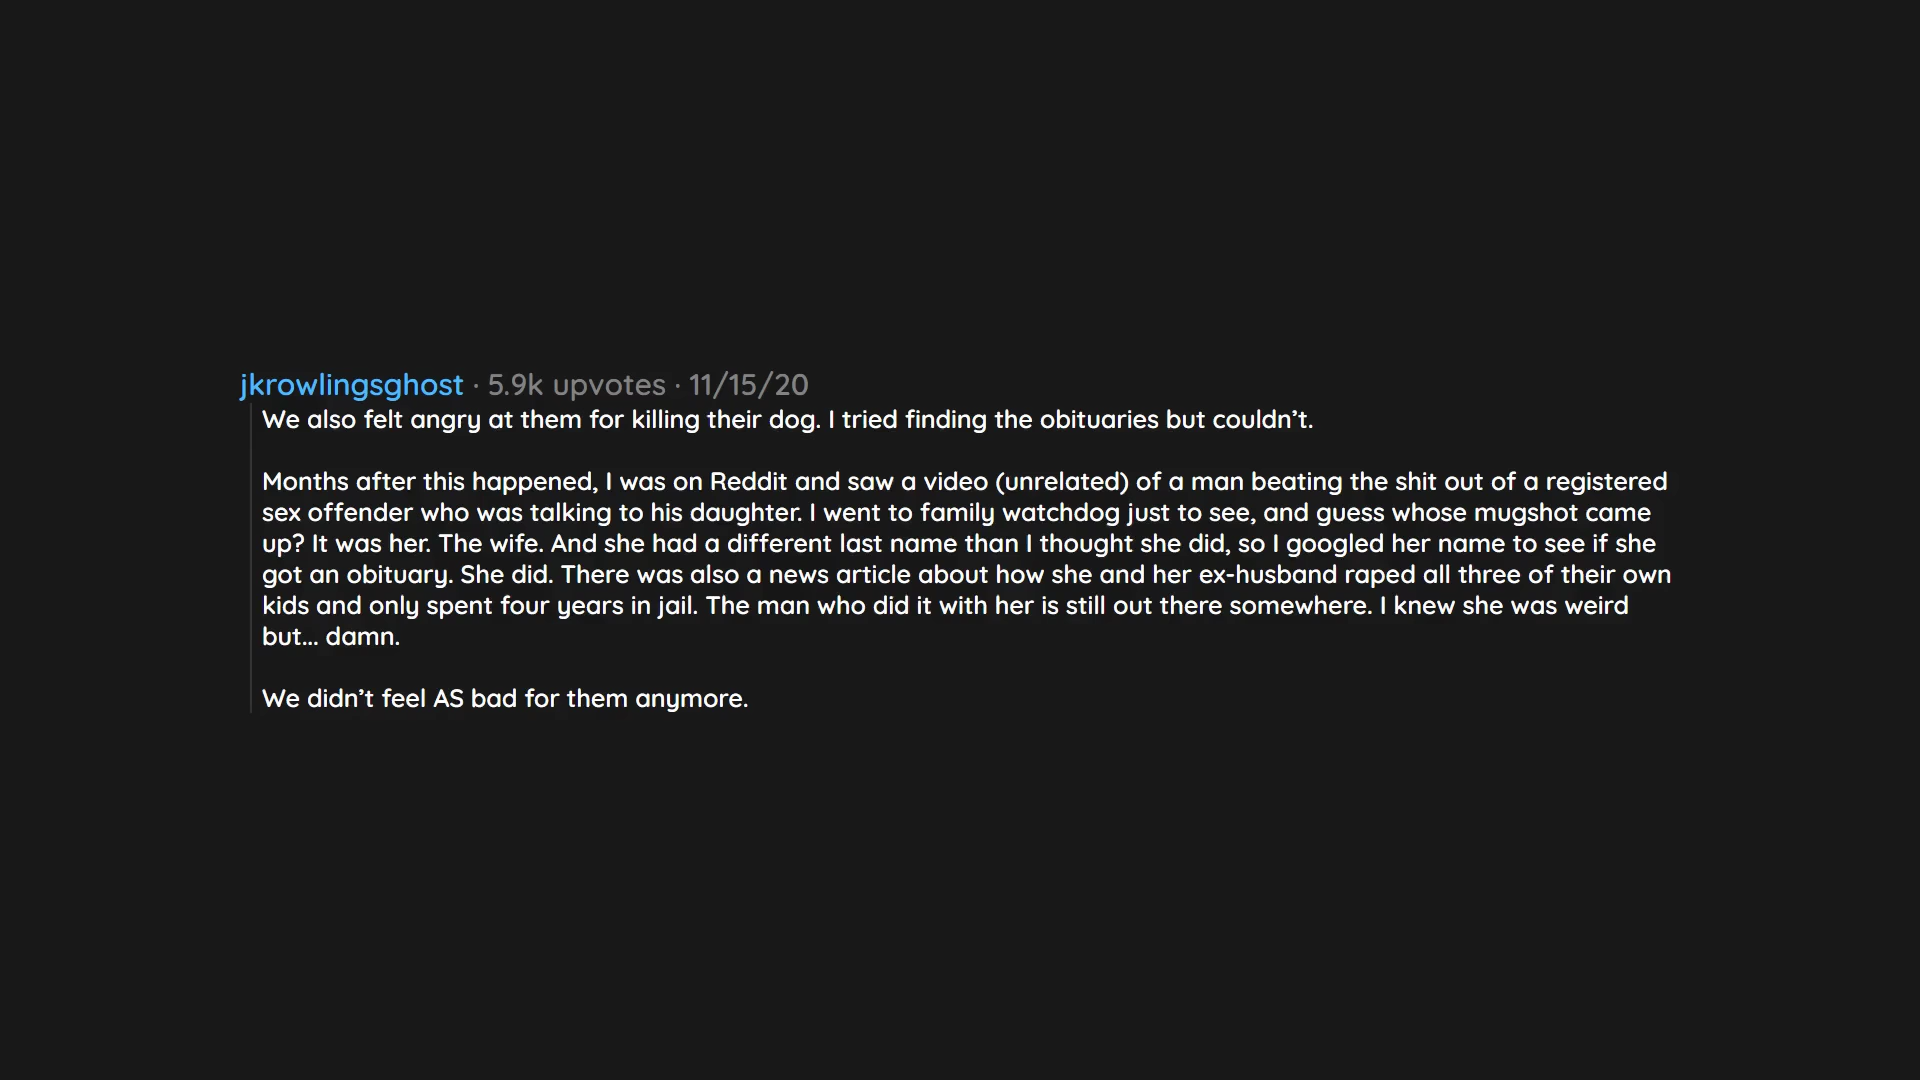 jkrowlingsghost · 5.9k upvotes · 11/15/20
We also felt angry at them for killing their dog. I tried finding the obituaries but couldn’t.
Months after this happened, I was on Reddit and saw a video (unrelated) of a man beating the shit out of a registered
sex offender who was talking to his daughter. I went to family watchdog just to see, and guess whose mugshot came
up? It was her. The wife. And she had a different last name than I thought she did, so I googled her name to see if she
got an obituary. She did. There was also a news article about how she and her ex-husband raped all three of their own
kids and only spent four years in jail. The man who did it with her is still out there somewhere. I knew she was weird
but... damn.
We didn’t feel AS bad for them anymore.